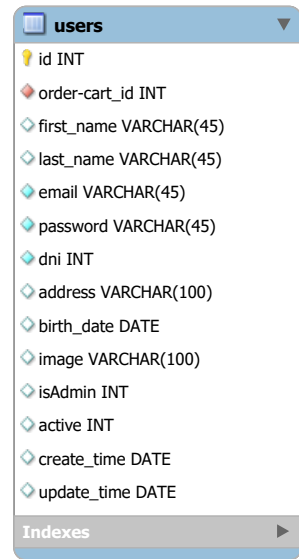 users
id INT
order-cart_id INT
first_name VARCHAR(45)
last_name VARCHAR(45)
email VARCHAR(45)
password VARCHAR(45)
dni INT
address VARCHAR(100)
birth_date DATE
image VARCHAR(100)
isAdmin INT
active INT
create_time DATE
update_time DATE
Indexes